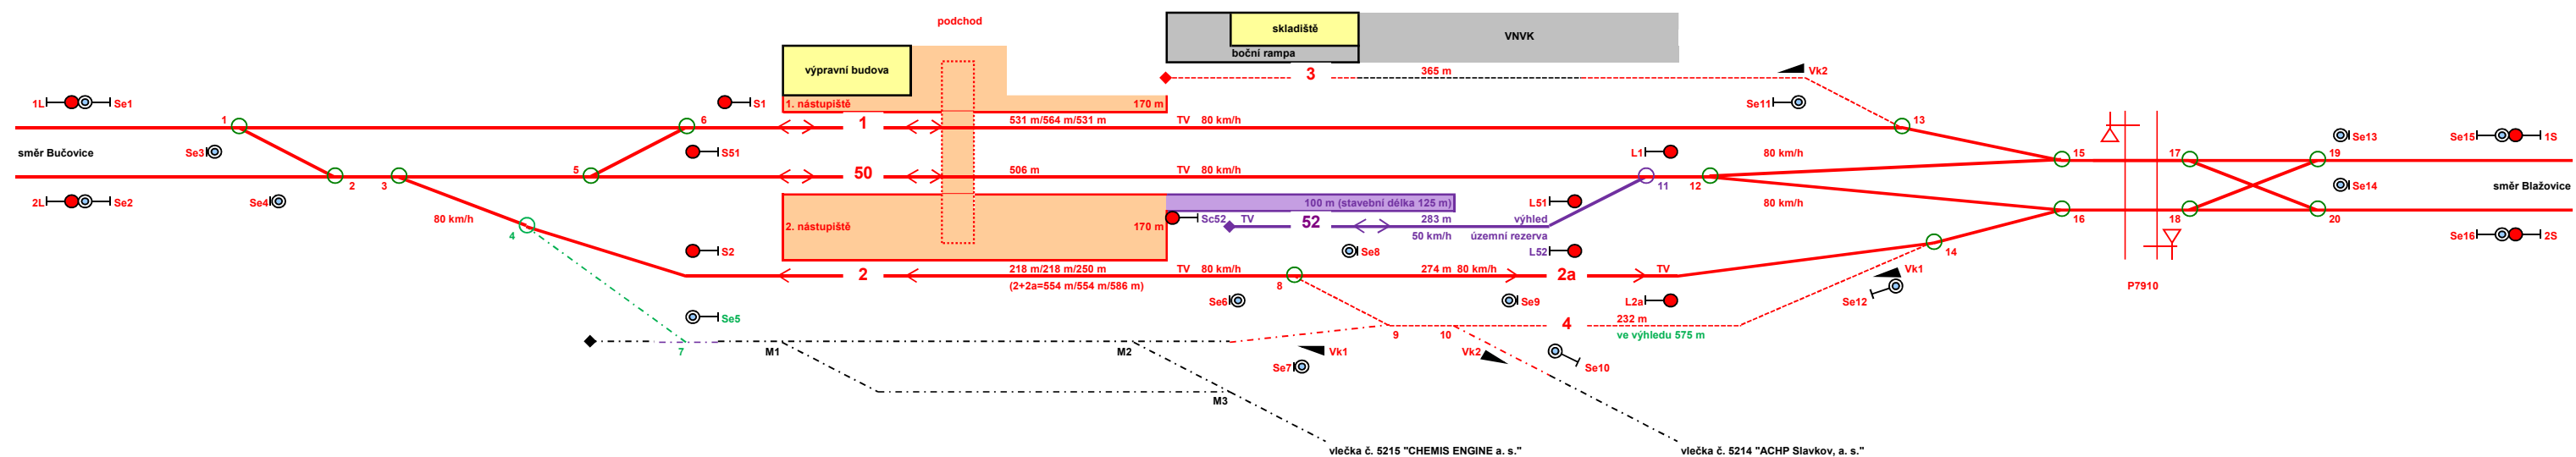 podchod
skladiště
VNVK
boční rampa
výpravní budova
3
365 m
Vk2
1L
Se1
S1
1. nástupiště
170 m
Se11
1
6
1
531 m/564 m/531 m
TV
80 km/h
13
Se13
Se15
1S
směr Bučovice
Se3
S51
L1
80 km/h
15
17
19
5
50
506 m
TV
80 km/h
2
3
11
12
Se14
směr Blažovice
2L
Se2
Se4
100 m (stavební délka 125 m)
L51
80 km/h
16
18
20
80 km/h
4
2. nástupiště
170 m
Sc52
TV
52
283 m
výhled
50 km/h
územní rezerva
Se16
2S
S2
Se8
L52
14
2
218 m/218 m/250 m
TV
80 km/h
274 m
80 km/h
2a
TV
Vk1
(2+2a=554 m/554 m/586 m)
8
P7910
Se6
Se9
L2a
Se12
Se5
4
232 m
9
10
ve výhledu 575 m
7
M1
M2
Vk1
Vk2
Se7
Se10
M3
vlečka č. 5215 "CHEMIS ENGINE a. s."
vlečka č. 5214 "ACHP Slavkov, a. s."